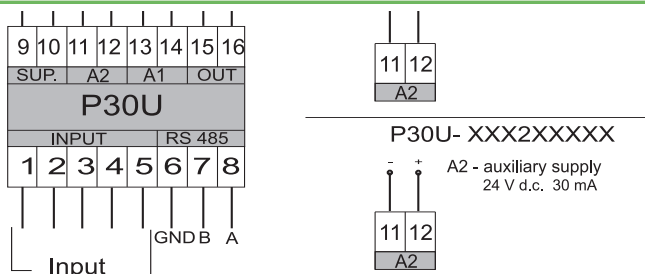 9 10 11 12 13 14 15 16
SUP. A2 A1 OUT
P30U
INPUT RS 485
1 2 3 4 5 6 7 8
GND B A
Input
11 12
A2
P30U- XXX2XXXXX
- + A2 - auxiliary supply
24 V d.c. 30 mA
11 12
A2